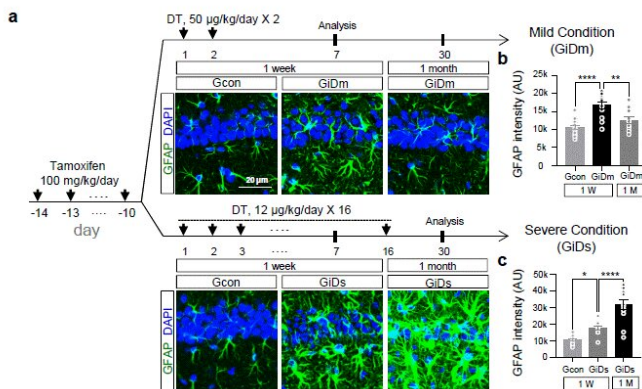 a
DT, 50 µg/kg/day X 2
Analysis
1 2 7 30
1 week 1 month
Gcon GiDm GiDm
GFAP DAPI
20 µm
Mild Condition
(GiDm)
b
GFAP intensity (AU)
25k
20k
15k
10k
5k
0
**** **
Gcon GiDm GiDm
1 W 1 M
Tamoxifen
100 mg/kg/day
-14 -13 .... -10
day
DT, 12 µg/kg/day X 16
Analysis
1 2 3 .... 7 16 30
1 week 1 month
Gcon GiDs GiDs
GFAP DAPI
Severe Condition
(GiDs)
c
GFAP intensity (AU)
50k
40k
30k
20k
10k
0
* ****
Gcon GiDs GiDs
1 W 1 M